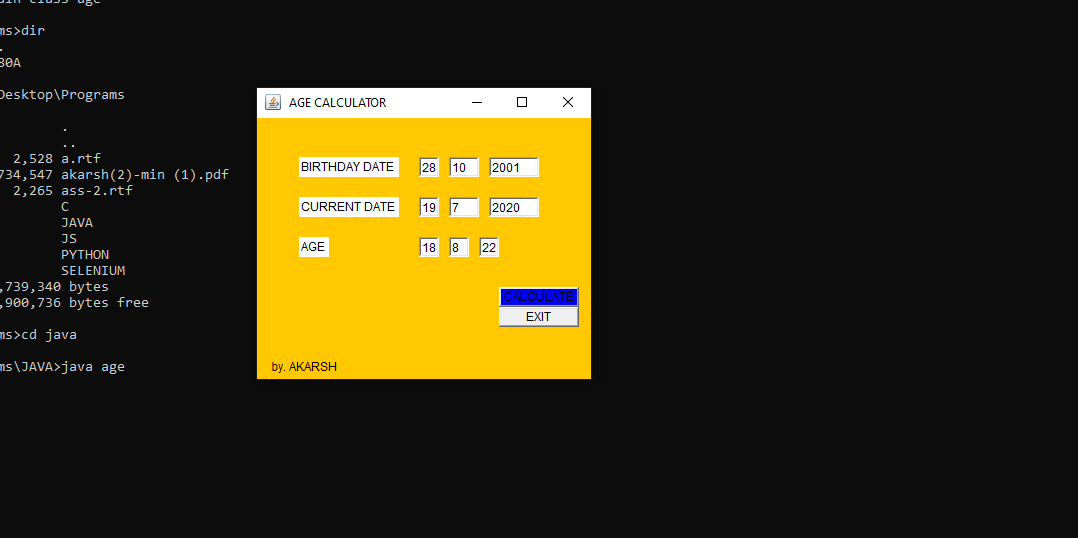 ms>dir
.
80A
Desktop\Programs
.
..
2,528 a.rtf
734,547 akarsh(2)-min (1).pdf
2,265 ass-2.rtf
C
JAVA
JS
PYTHON
SELENIUM
,739,340 bytes
,900,736 bytes free
ms>cd java
ms\JAVA>java age
AGE CALCULATOR
BIRTHDAY DATE 28 10 2001
CURRENT DATE 19 7 2020
AGE 18 8 22
CALCULATE
EXIT
by. AKARSH